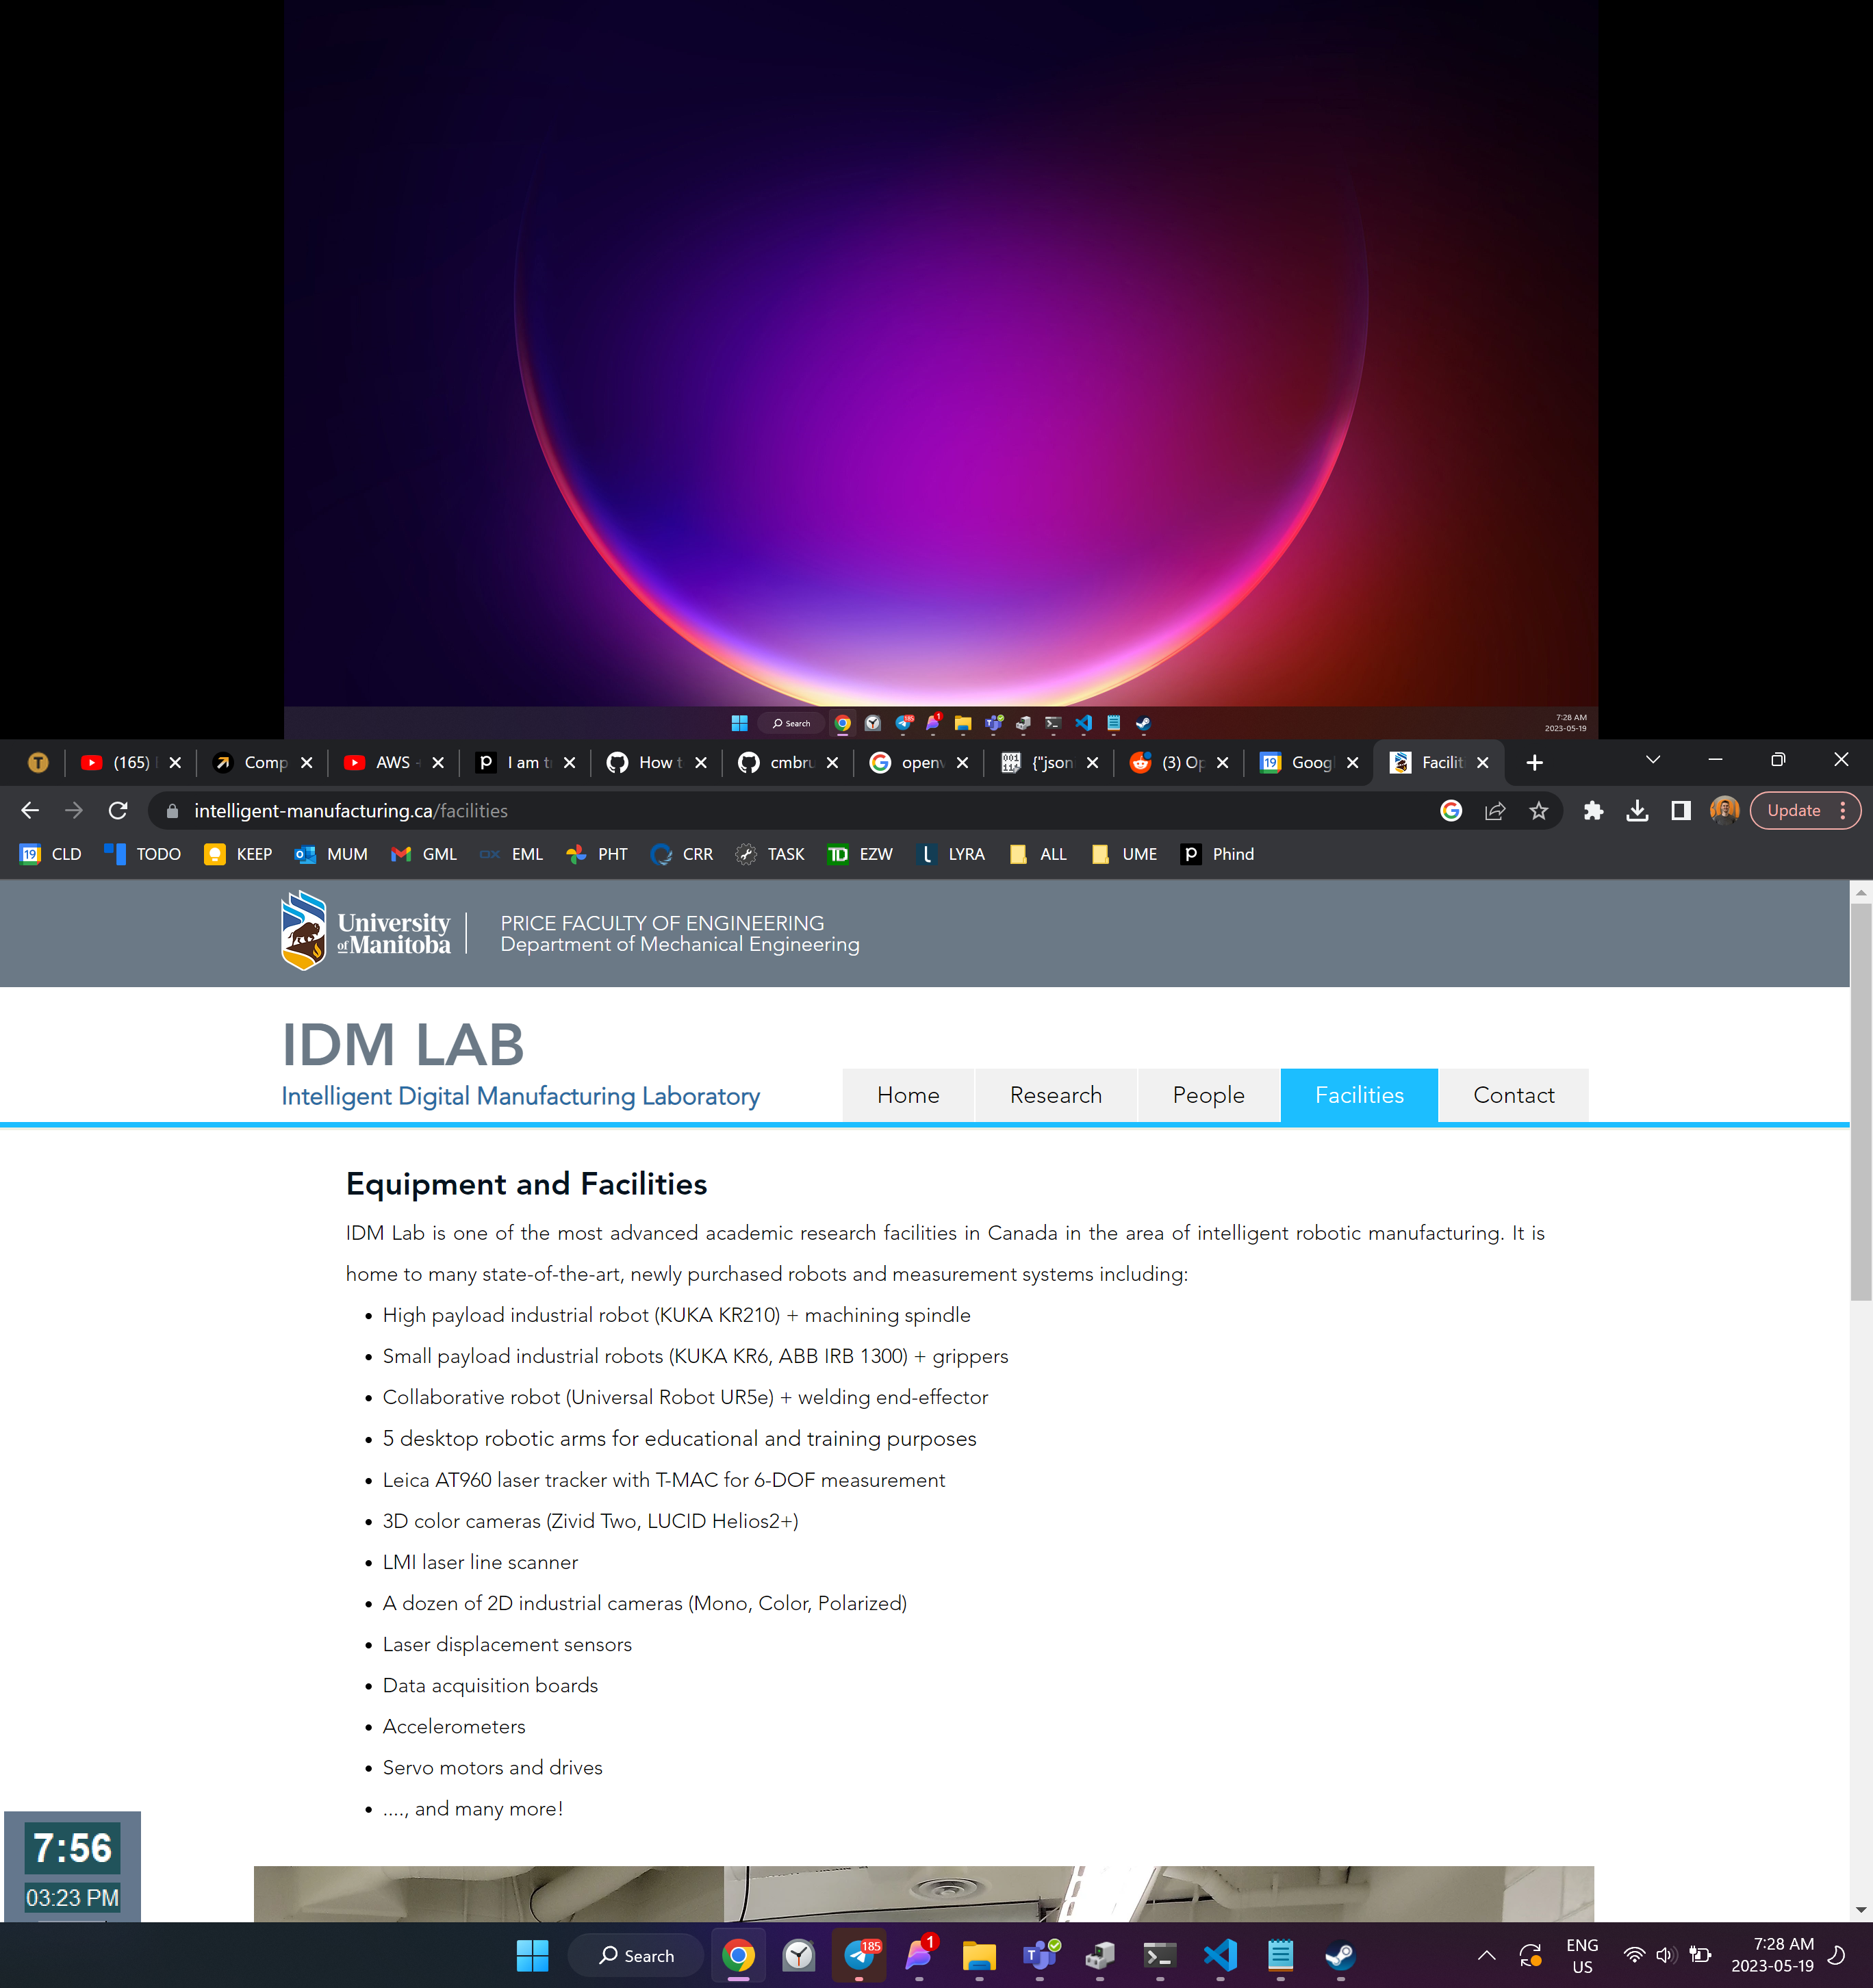 Search
185
1
7:28 AM
2023-05-19
T
(165)
Comp
AWS
p
I am t
How t
cmbru
openv
{"json
(3) Op
19
Goog
Facilit
intelligent-manufacturing.ca/facilities
Update
19 CLD
TODO
KEEP
MUM
GML
EML
PHT
CRR
TASK
TD EZW
LYRA
ALL
UME
p Phind
University
of Manitoba
PRICE FACULTY OF ENGINEERING
Department of Mechanical Engineering
IDM LAB
Intelligent Digital Manufacturing Laboratory
Home
Research
People
Facilities
Contact
Equipment and Facilities
IDM Lab is one of the most advanced academic research facilities in Canada in the area of intelligent robotic manufacturing. It is
home to many state-of-the-art, newly purchased robots and measurement systems including:
• High payload industrial robot (KUKA KR210) + machining spindle
• Small payload industrial robots (KUKA KR6, ABB IRB 1300) + grippers
• Collaborative robot (Universal Robot UR5e) + welding end-effector
• 5 desktop robotic arms for educational and training purposes
• Leica AT960 laser tracker with T-MAC for 6-DOF measurement
• 3D color cameras (Zivid Two, LUCID Helios2+)
• LMI laser line scanner
• A dozen of 2D industrial cameras (Mono, Color, Polarized)
• Laser displacement sensors
• Data acquisition boards
• Accelerometers
• Servo motors and drives
• ...., and many more!
7:56
03:23 PM
Search
185
1
ENG
US
7:28 AM
2023-05-19